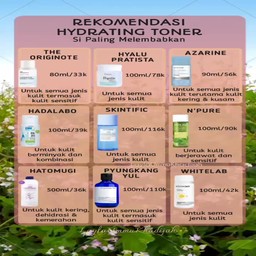 REKOMENDASI
HYDRATING TONER
Si Paling Melembabkan
THE ORIGINOTE
80ml/33k
Untuk semua jenis
kulit termasuk
kulit sensitif
HYALU
PRATISTA
100ml/78k
Untuk semua
jenis kulit
AZARINE
90ml/56k
Untuk semua jenis
kulit terutama kulit
kering & kusam
HADALABO
100ml/39k
Untuk kulit
berminyak dan
kombinasi
SKINTIFIC
100ml/116k
Untuk semua
jenis kulit
N'PURE
100ml/90k
Untuk kulit
berjerawat dan
sensitif
HATOMUGI
500ml/36k
Untuk kulit kering,
dehidrasi &
kemerahan
PYUNGKANG
YUL
100ml/110k
Untuk semua jenis
kulit termasuk
kulit sensitif
WHITELAB
100ml/42k
Untuk semua
jenis kulit